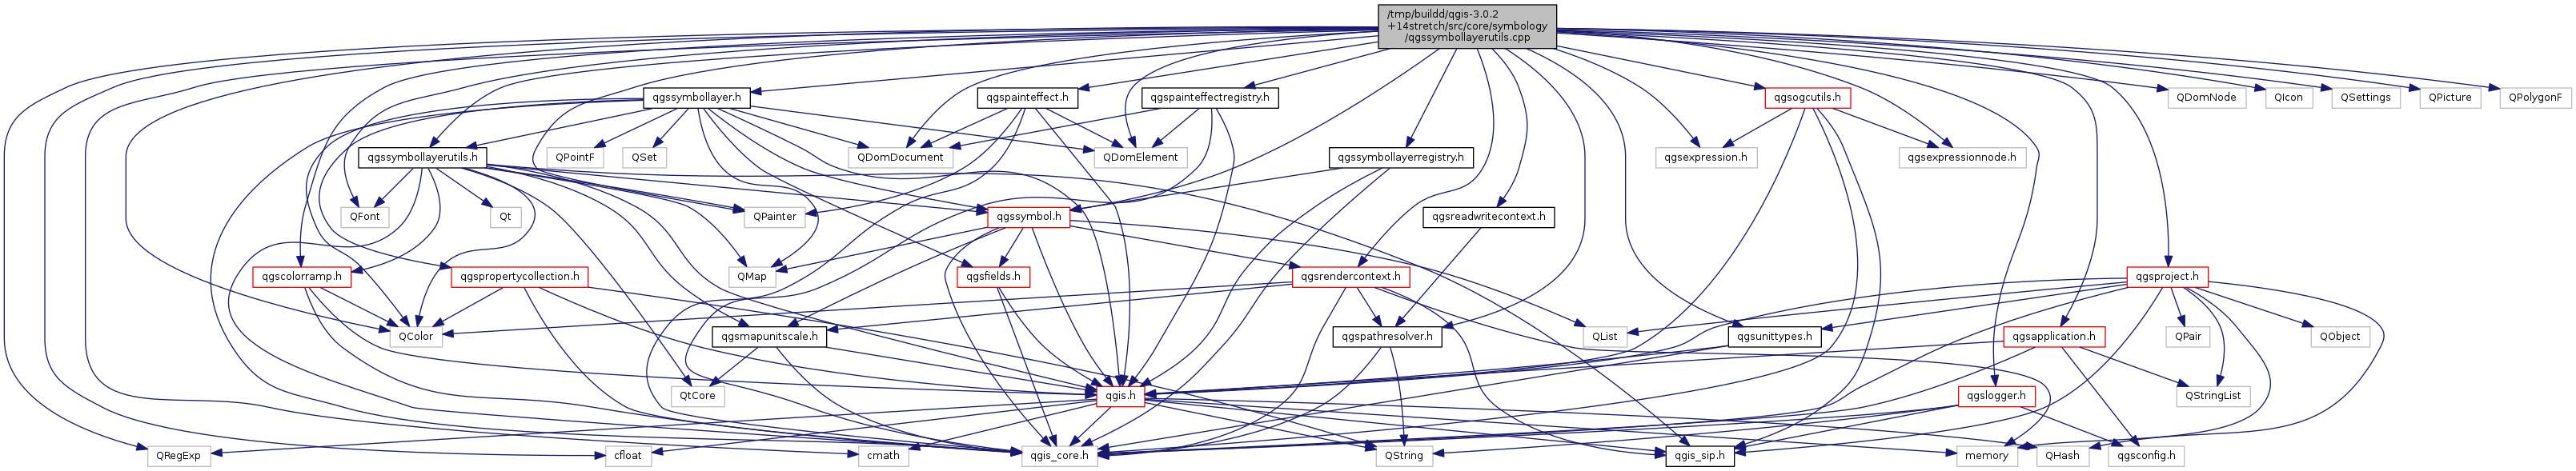 /tmp/buildd/qgis-3.0.2
+14stretch/src/core/symbology
/qgssymbollayerutils.cpp
qgssymbollayer.h
qgspainteffect.h
qgspainteffectregistry.h
qgsogcutils.h
QDomNode
QIcon
QSettings
QPicture
QPolygonF
qgssymbollayerutils.h
QPointF
QSet
QDomDocument
QDomElement
qgssymbollayerregistry.h
qgsexpression.h
qgsexpressionnode.h
QFont
Qt
QPainter
qgssymbol.h
qgsreadwritecontext.h
qgscolorramp.h
qgspropertycollection.h
QMap
qgsfields.h
qgsrendercontext.h
qgsproject.h
QColor
qgsmapunitscale.h
qgspathresolver.h
QList
qgsunittypes.h
qgsapplication.h
QPair
QObject
QtCore
qgis.h
qgslogger.h
QStringList
QRegExp
cfloat
cmath
qgis_core.h
QString
qgis_sip.h
memory
QHash
qgsconfig.h